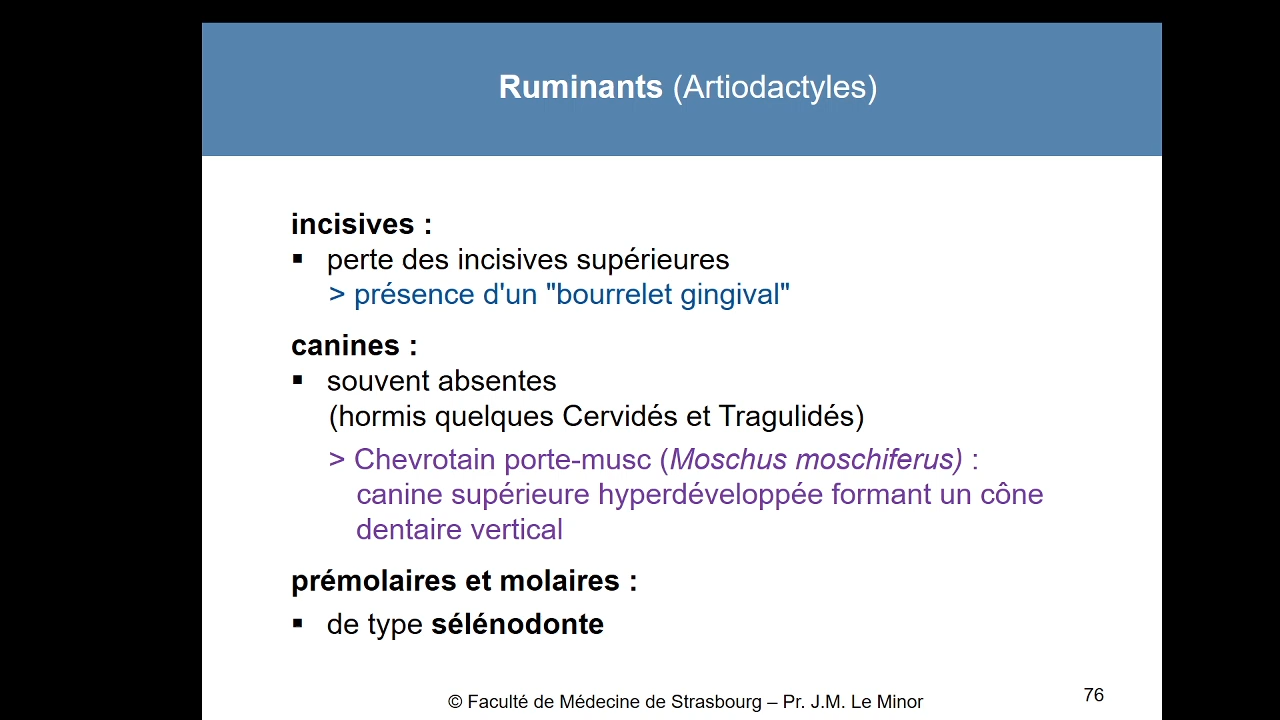 Ruminants (Artiodactyles)
incisives :
▪ perte des incisives supérieures
> présence d'un "bourrelet gingival"
canines :
▪ souvent absentes
(hormis quelques Cervidés et Tragulidés)
> Chevrotain porte-musc (Moschus moschiferus) :
canine supérieure hyperdéveloppée formant un cône
dentaire vertical
prémolaires et molaires :
▪ de type sélénodonte
© Faculté de Médecine de Strasbourg – Pr. J.M. Le Minor
76